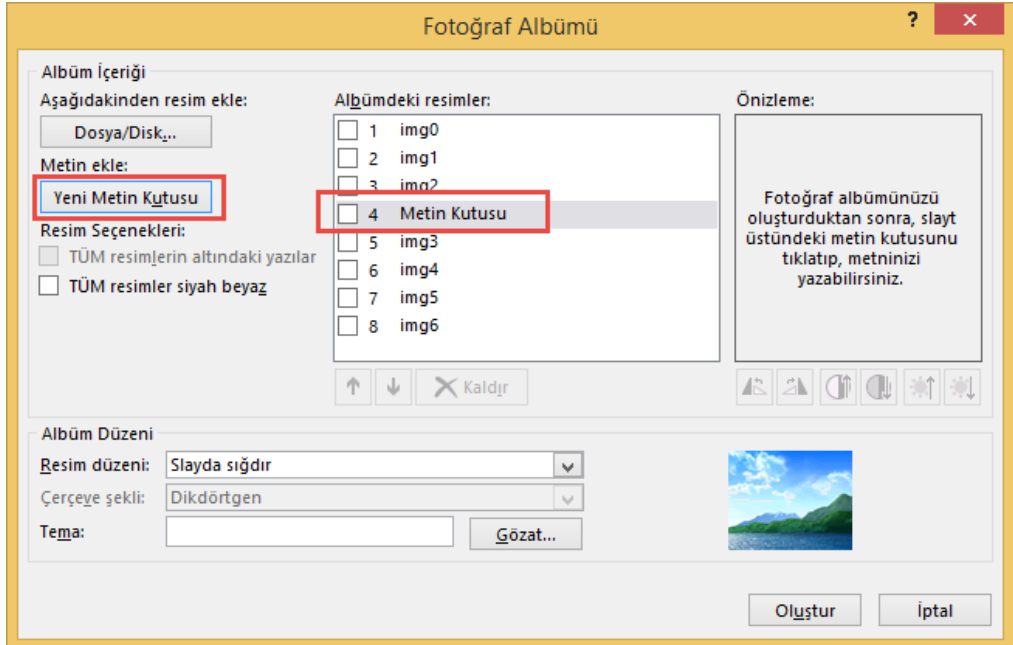 Fotoğraf Albümü
?
Albüm İçeriği
Aşağıdakinden resim ekle:
Dosya/Disk...
Metin ekle:
Yeni Metin Kutusu
Resim Seçenekleri:
TÜM resimlerin altındaki yazılar
TÜM resimler siyah beyaz
Albümdeki resimler:
1 img0
2 img1
3 img2
4 Metin Kutusu
5 img3
6 img4
7 img5
8 img6
Kaldır
Önizleme:
Fotoğraf albümünüzü
oluşturduktan sonra, slayt
üstündeki metin kutusunu
tıklatıp, metninizi
yazabilirsiniz.
Albüm Düzeni
Resim düzeni: Slayda sığdır
Çerçeve şekli: Dikdörtgen
Tema:
Gözat...
Oluştur
İptal